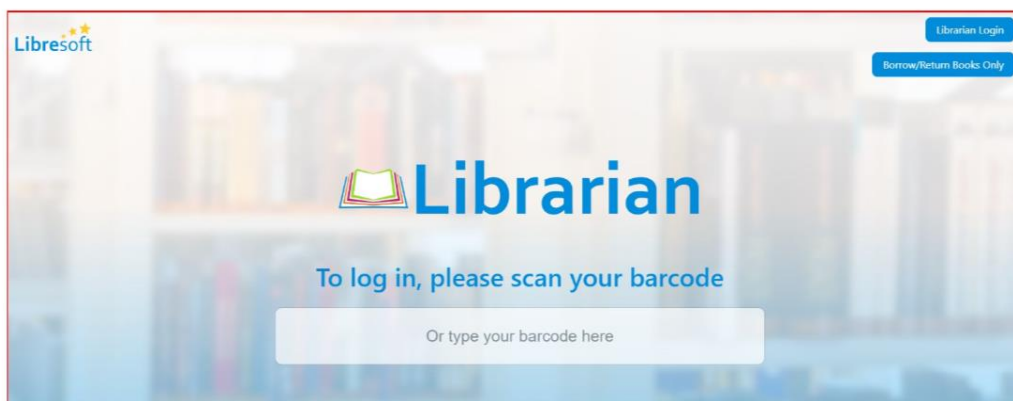 Libresoft
Librarian Login
Borrow/Return Books Only
Librarian
To log in, please scan your barcode
Or type your barcode here